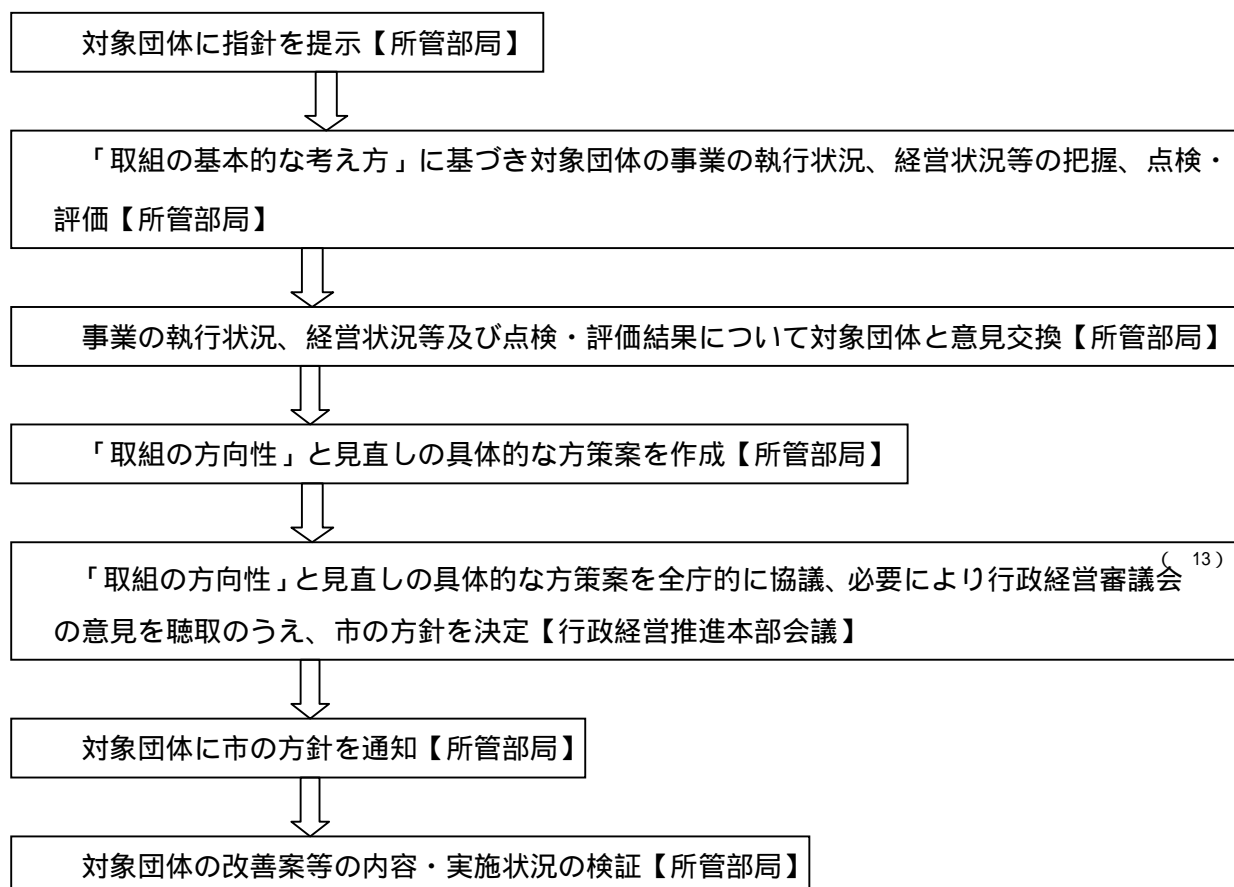 対象団体に指針を提示【所管部局】
「取組の基本的な考え方」に基づき対象団体の事業の執行状況、経営状況等の把握、点検・
評価【所管部局】
事業の執行状況、経営状況等及び点検・評価結果について対象団体と意見交換【所管部局】
「取組の方向性」と見直しの具体的な方策案を作成【所管部局】
「取組の方向性」と見直しの具体的な方策案を全庁的に協議、必要により行政経営審議会( 13)
の意見を聴取のうえ、市の方針を決定【行政経営推進本部会議】
対象団体に市の方針を通知【所管部局】
対象団体の改善案等の内容・実施状況の検証【所管部局】